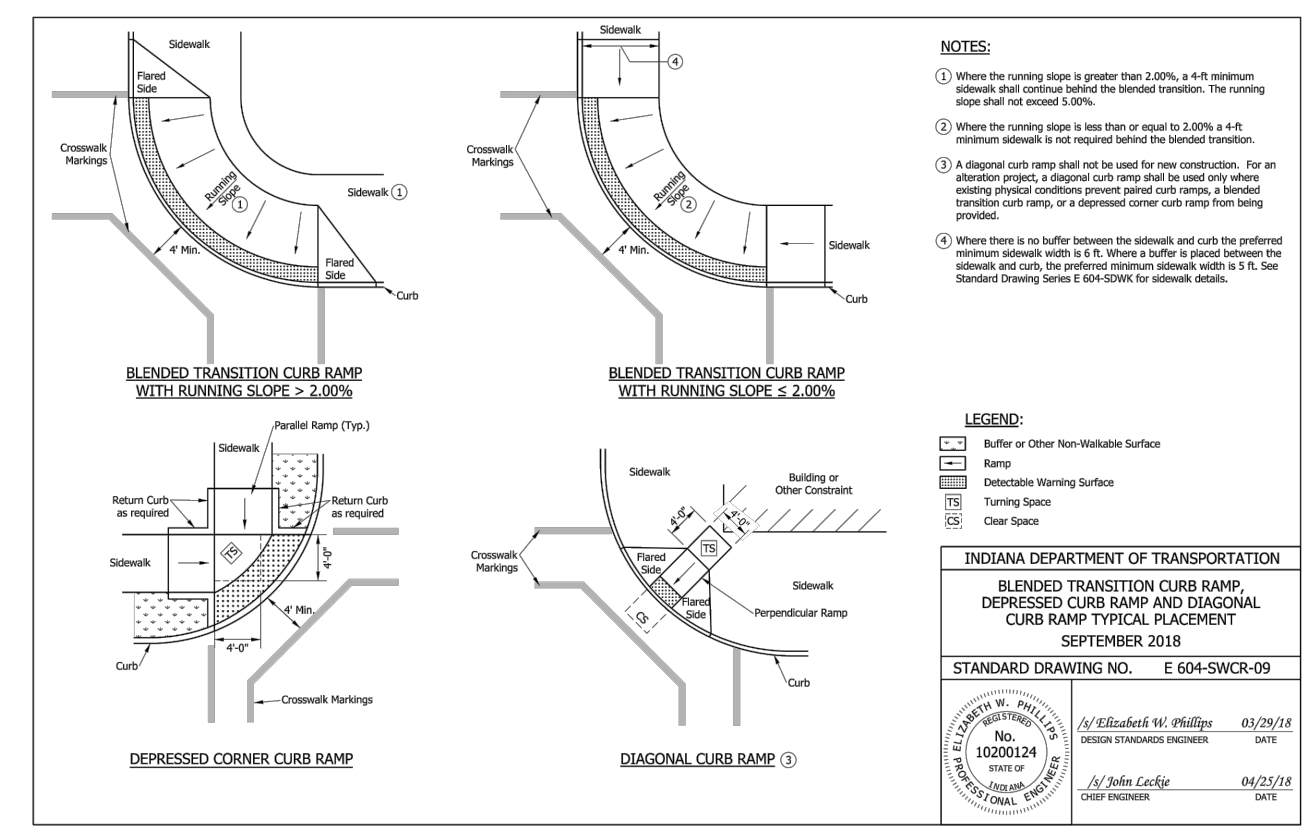 Sidewalk
Flared
Side
Crosswalk
Markings
Running
Slope
1
Sidewalk 1
4' Min.
Flared
Side
Curb
BLENDED TRANSITION CURB RAMP
WITH RUNNING SLOPE > 2.00%
Sidewalk
4
Crosswalk
Markings
Running
Slope
2
4' Min.
Sidewalk
Curb
BLENDED TRANSITION CURB RAMP
WITH RUNNING SLOPE ≤ 2.00%
Parallel Ramp (Typ.)
Sidewalk
Return Curb
as required
Return Curb
as required
Sidewalk
TS
4'-0"
4' Min.
4'-0"
Curb
Crosswalk Markings
DEPRESSED CORNER CURB RAMP
Sidewalk
Building or
Other Constraint
4'-0"
4'-0"
TS
Crosswalk
Markings
Flared
Side
Sidewalk
Flared
Side
CS
Perpendicular Ramp
Curb
DIAGONAL CURB RAMP 3
NOTES:
1 Where the running slope is greater than 2.00%, a 4-ft minimum
sidewalk shall continue behind the blended transition. The running
slope shall not exceed 5.00%.
2 Where the running slope is less than or equal to 2.00% a 4-ft
minimum sidewalk is not required behind the blended transition.
3 A diagonal curb ramp shall not be used for new construction. For an
alteration project, a diagonal curb ramp shall be used only where
existing physical conditions prevent paired curb ramps, a blended
transition curb ramp, or a depressed corner curb ramp from being
provided.
4 Where there is no buffer between the sidewalk and curb the preferred
minimum sidewalk width is 6 ft. Where a buffer is placed between the
sidewalk and curb, the preferred minimum sidewalk width is 5 ft. See
Standard Drawing Series E 604-SDWK for sidewalk details.
LEGEND:
Buffer or Other Non-Walkable Surface
Ramp
Detectable Warning Surface
TS Turning Space
CS Clear Space
INDIANA DEPARTMENT OF TRANSPORTATION
BLENDED TRANSITION CURB RAMP,
DEPRESSED CURB RAMP AND DIAGONAL
CURB RAMP TYPICAL PLACEMENT
SEPTEMBER 2018
STANDARD DRAWING NO. E 604-SWCR-09
ELIZABETH W. PHILLIPS
REGISTERED
No.
10200124
STATE OF
INDIANA
PROFESSIONAL ENGINEER
/s/ Elizabeth W. Phillips 03/29/18
DESIGN STANDARDS ENGINEER DATE
/s/ John Leckie 04/25/18
CHIEF ENGINEER DATE